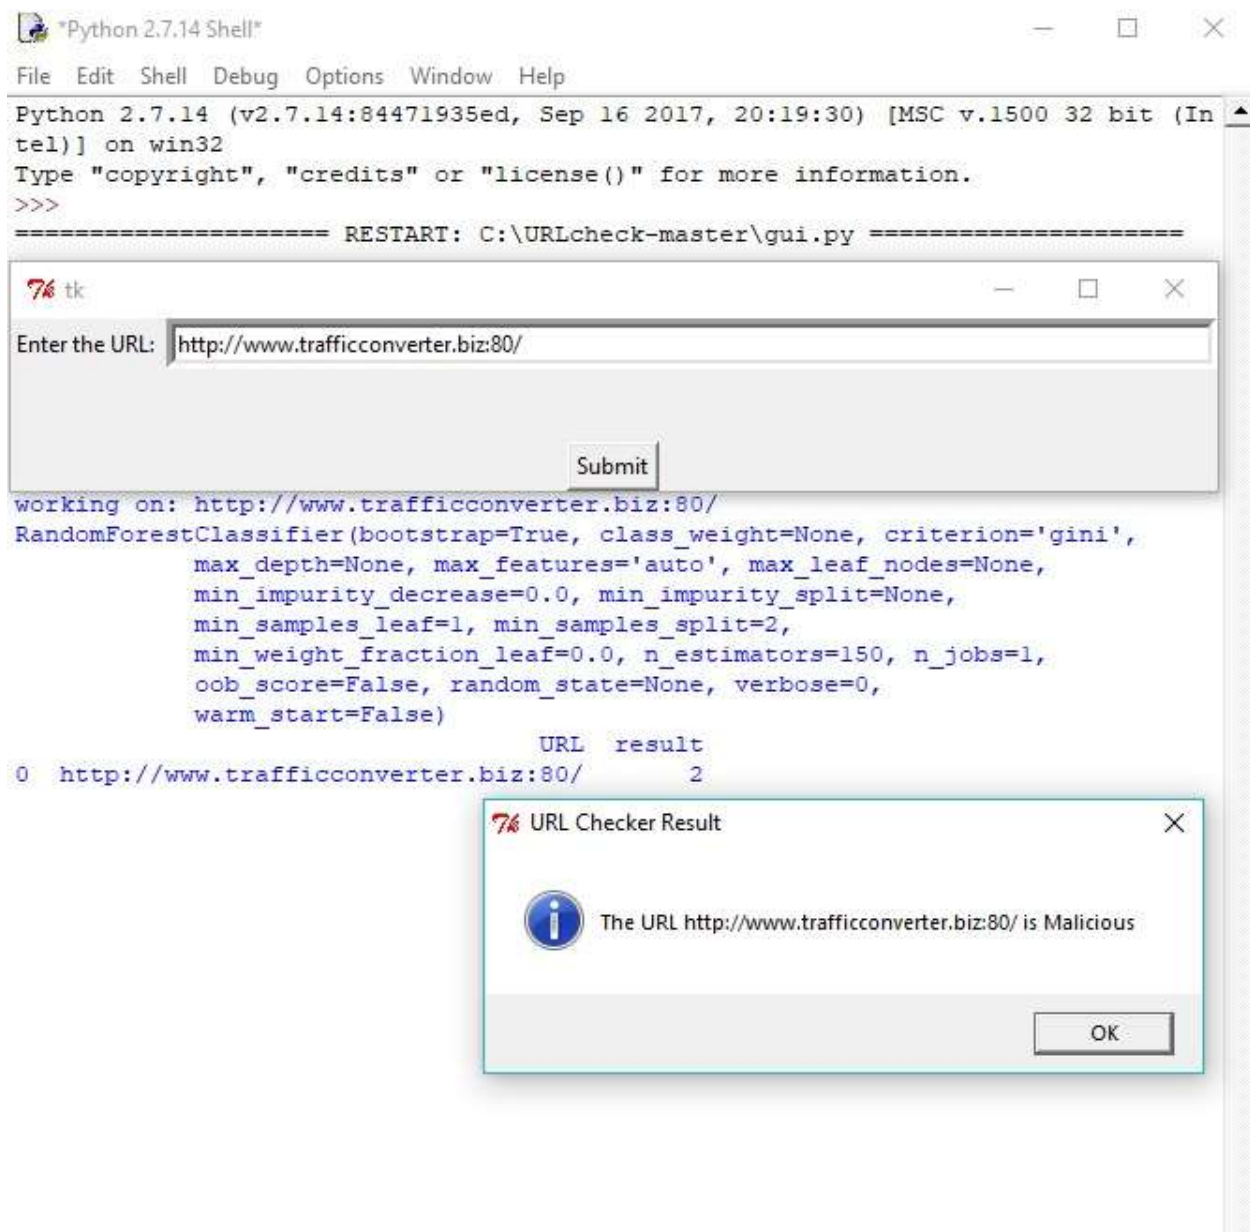 *Python 2.7.14 Shell*
File Edit Shell Debug Options Window Help
Python 2.7.14 (v2.7.14:84471935ed, Sep 16 2017, 20:19:30) [MSC v.1500 32 bit (In
tel)] on win32
Type "copyright", "credits" or "license()" for more information.
>>>
===================== RESTART: C:\URLcheck-master\gui.py =====================
tk
Enter the URL: http://www.trafficconverter.biz:80/
Submit
working on: http://www.trafficconverter.biz:80/
RandomForestClassifier(bootstrap=True, class_weight=None, criterion='gini',
            max_depth=None, max_features='auto', max_leaf_nodes=None,
            min_impurity_decrease=0.0, min_impurity_split=None,
            min_samples_leaf=1, min_samples_split=2,
            min_weight_fraction_leaf=0.0, n_estimators=150, n_jobs=1,
            oob_score=False, random_state=None, verbose=0,
            warm_start=False)
                                   URL  result
0  http://www.trafficconverter.biz:80/       2
URL Checker Result
The URL http://www.trafficconverter.biz:80/ is Malicious
OK